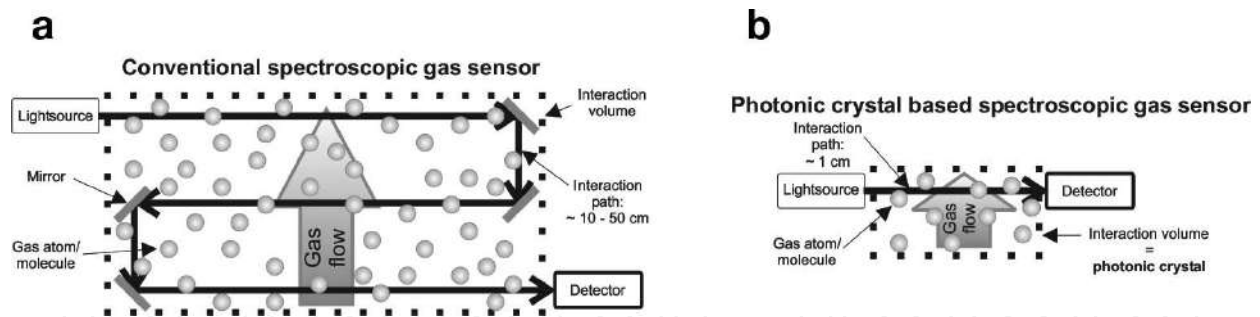 a
Conventional spectroscopic gas sensor
Lightsource
Interaction
volume
Mirror
Interaction
path:
~ 10 - 50 cm
Gas atom/
molecule
Gas
flow
Detector
b
Photonic crystal based spectroscopic gas sensor
Interaction
path:
~ 1 cm
Lightsource
Detector
Gas atom/
molecule
Gas
flow
Interaction volume
=
photonic crystal